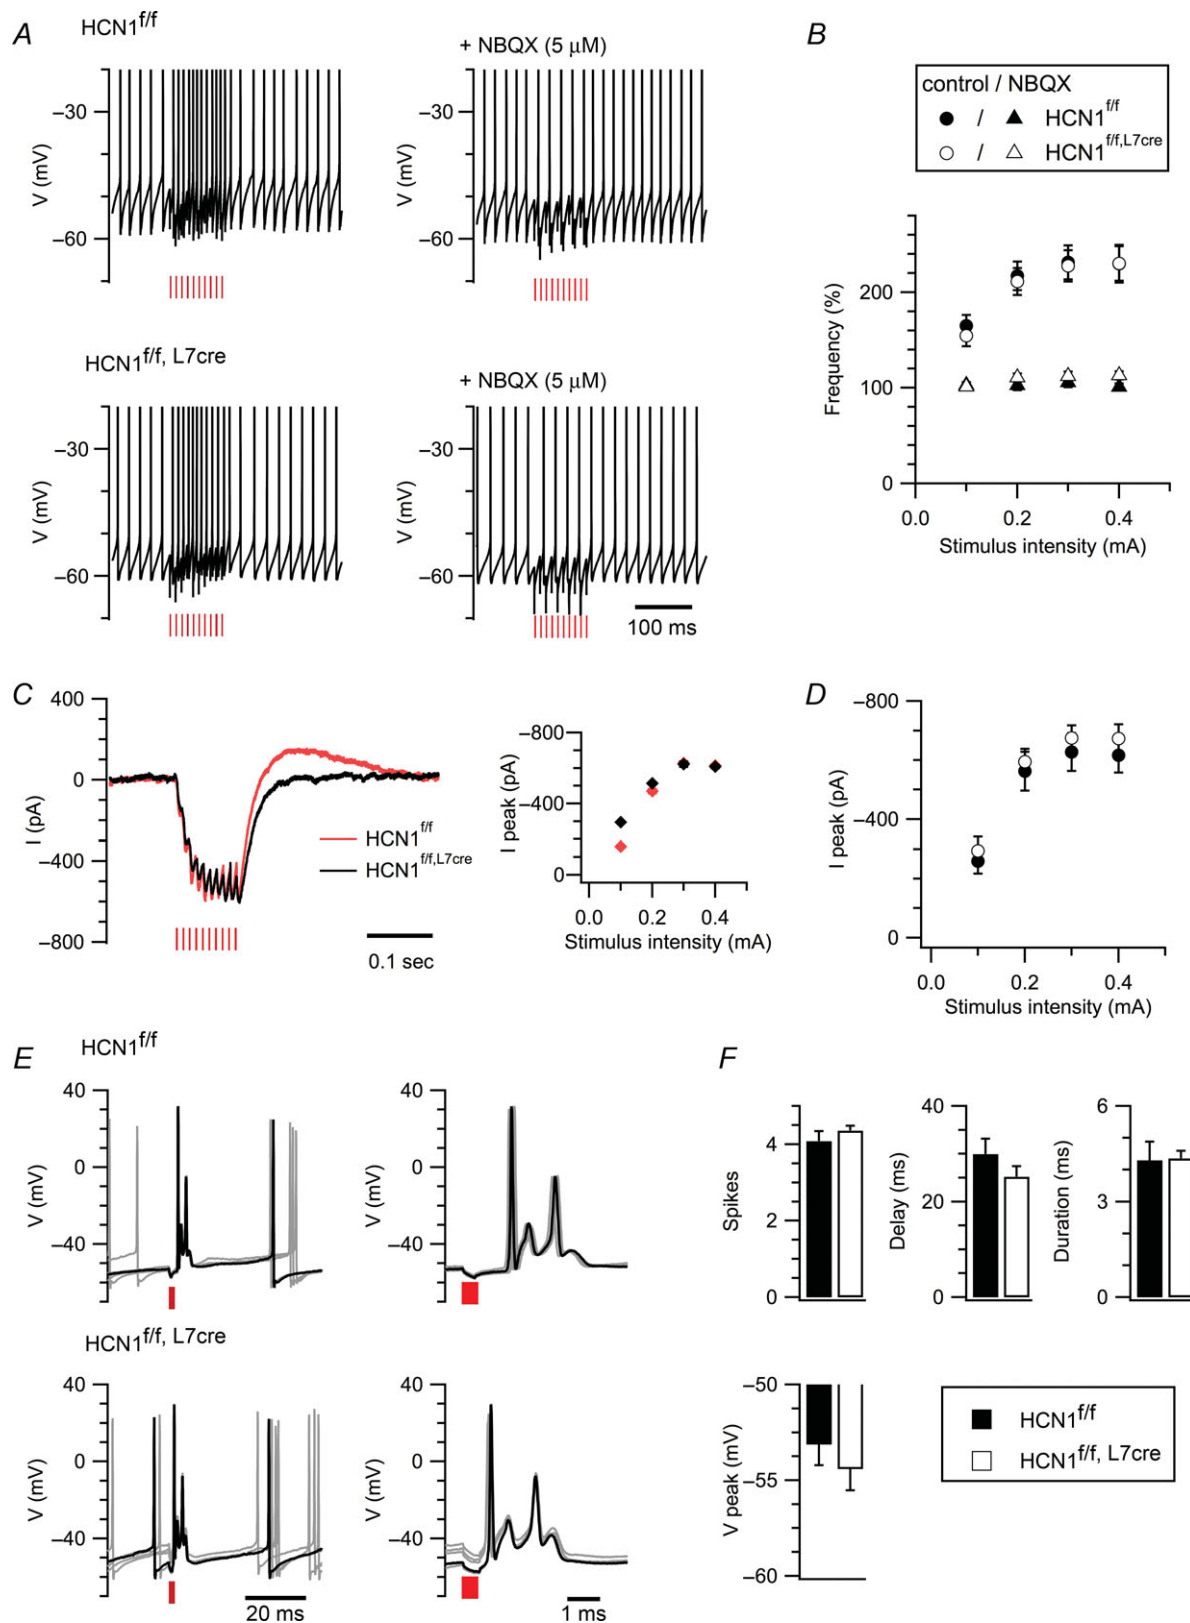 A
HCN1f/f
+ NBQX (5 µM)
−30
−60
V (mV)
−30
−60
V (mV)
HCN1f/f, L7cre
+ NBQX (5 µM)
−30
−60
V (mV)
−30
−60
V (mV)
100 ms
B
control / NBQX
/ HCN1f/f
/ HCN1f/f,L7cre
200
100
0
Frequency (%)
0.0 0.2 0.4
Stimulus intensity (mA)
C
400
0
−400
−800
I (pA)
HCN1f/f
HCN1f/f,L7cre
0.1 sec
−800
−400
0
I peak (pA)
0.0 0.2 0.4
Stimulus intensity (mA)
D
−800
−400
0
I peak (pA)
0.0 0.2 0.4
Stimulus intensity (mA)
E
HCN1f/f
40
0
−40
V (mV)
40
0
−40
V (mV)
HCN1f/f, L7cre
40
0
−40
V (mV)
20 ms
40
0
−40
V (mV)
1 ms
F
4
2
0
Spikes
40
20
0
Delay (ms)
6
3
0
Duration (ms)
−50
−55
−60
V peak (mV)
HCN1f/f
HCN1f/f, L7cre